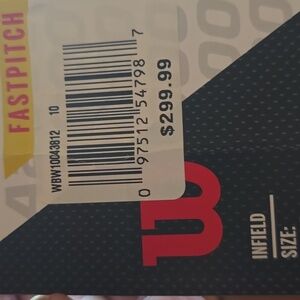 FASTPITCH
WBW10043812 10
0 97512 54798 7
$299.99
W
INFIELD
SIZE: